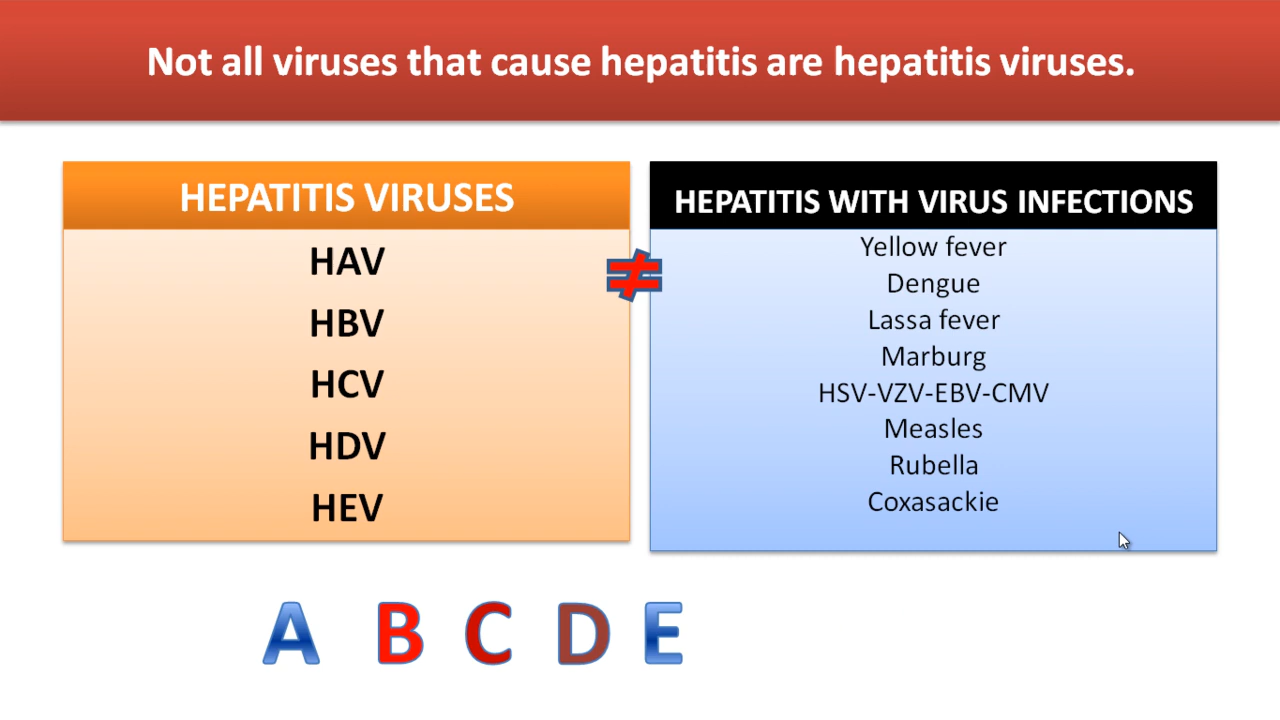 Not all viruses that cause hepatitis are hepatitis viruses.
HEPATITIS VIRUSES
HAV
HBV
HCV
HDV
HEV
≠
HEPATITIS WITH VIRUS INFECTIONS
Yellow fever
Dengue
Lassa fever
Marburg
HSV-VZV-EBV-CMV
Measles
Rubella
Coxasackie
A B C D E